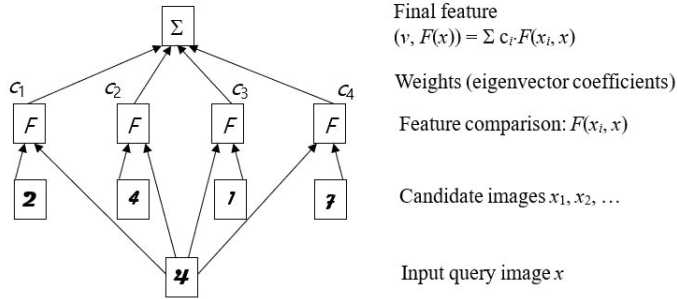 Σ
Final feature
(v, F(x)) = Σ cᵢ·F(xᵢ, x)
c₁ c₂ c₃ c₄
Weights (eigenvector coefficients)
F F F F
Feature comparison: F(xᵢ, x)
2 4 1 7
Candidate images x₁, x₂, …
4
Input query image x